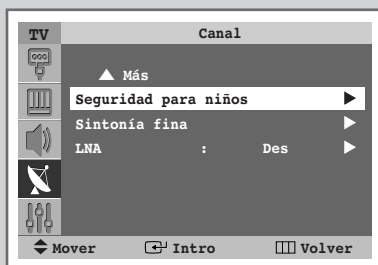 TV Canal
▲ Más
Seguridad para niños ▶
Sintonía fina ▶
LNA : Des ▶
Mover Intro Volver